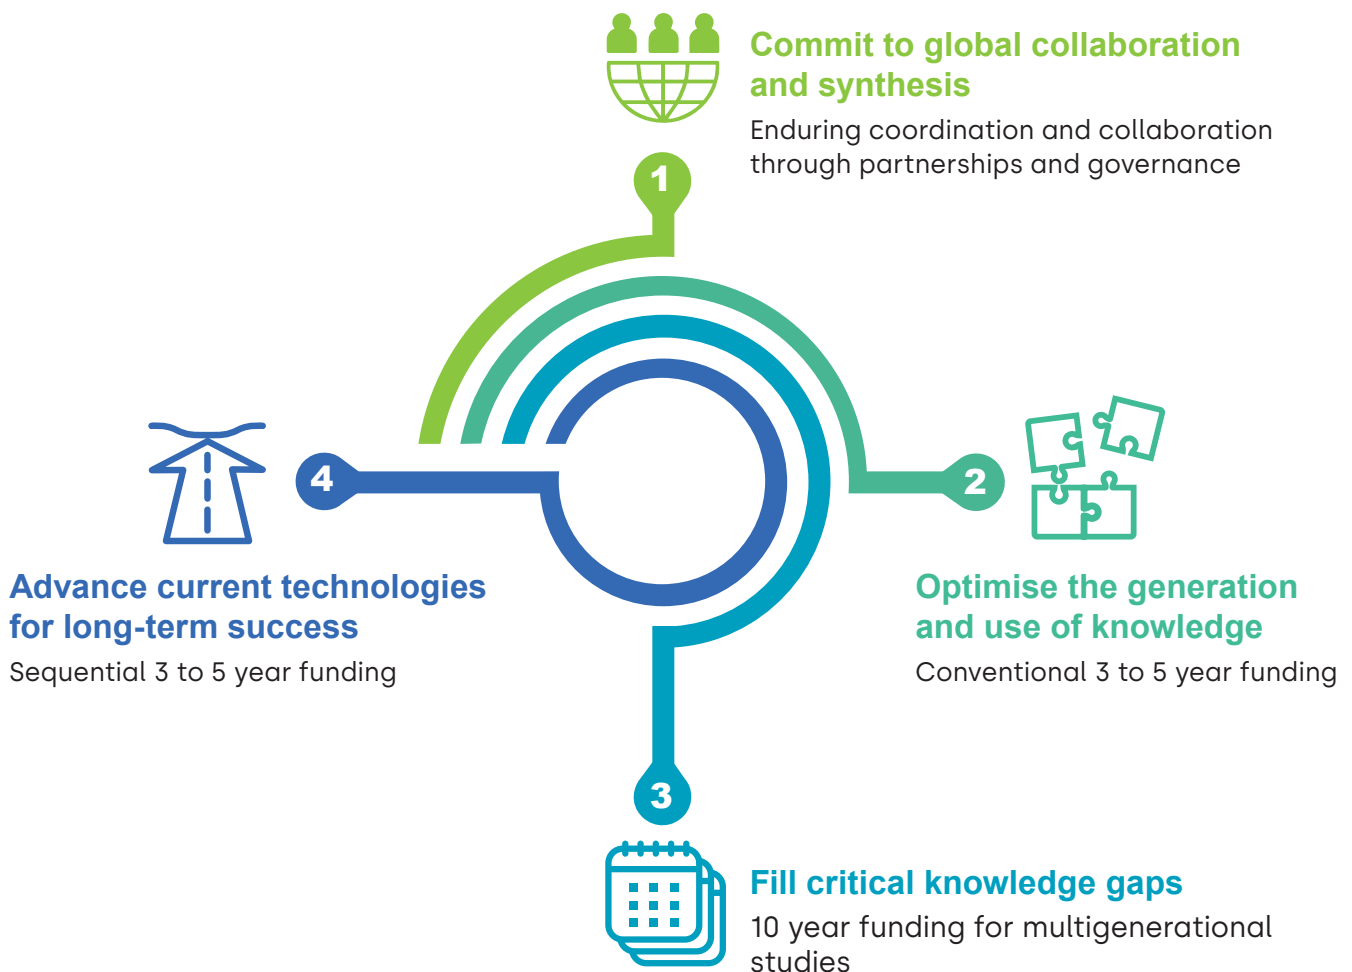 1
Commit to global collaboration
and synthesis
Enduring coordination and collaboration
through partnerships and governance
2
Optimise the generation
and use of knowledge
Conventional 3 to 5 year funding
3
Fill critical knowledge gaps
10 year funding for multigenerational
studies
4
Advance current technologies
for long-term success
Sequential 3 to 5 year funding